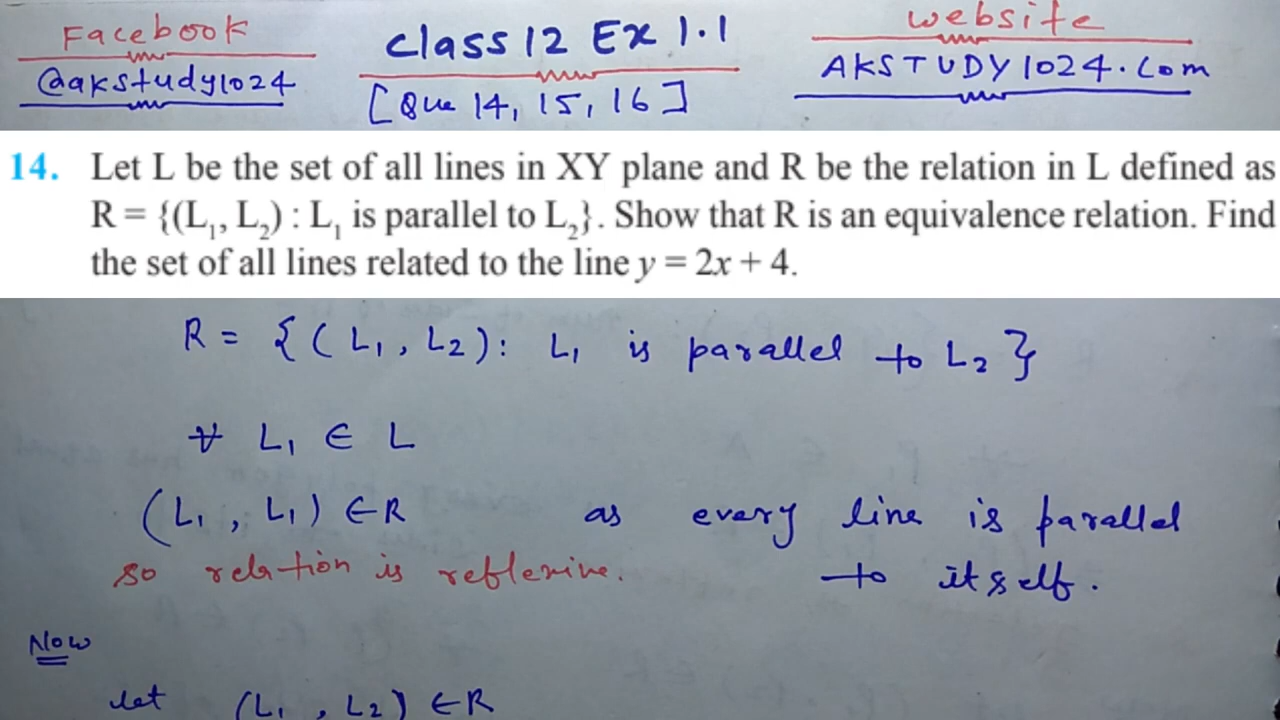 Facebook
@akstudy1024
Class 12 Ex 1.1
[Que 14, 15, 16]
website
AKSTUDY1024.Com
14. Let L be the set of all lines in XY plane and R be the relation in L defined as
R = {(L₁, L₂) : L₁ is parallel to L₂}. Show that R is an equivalence relation. Find
the set of all lines related to the line y = 2x + 4.
R = {(L₁, L₂): L₁ is parallel to L₂}
∀ L₁ ∈ L
(L₁, L₁) ∈R as every line is parallel
so relation is reflexive. to itself.
Now
let (L₁, L₂) ∈R